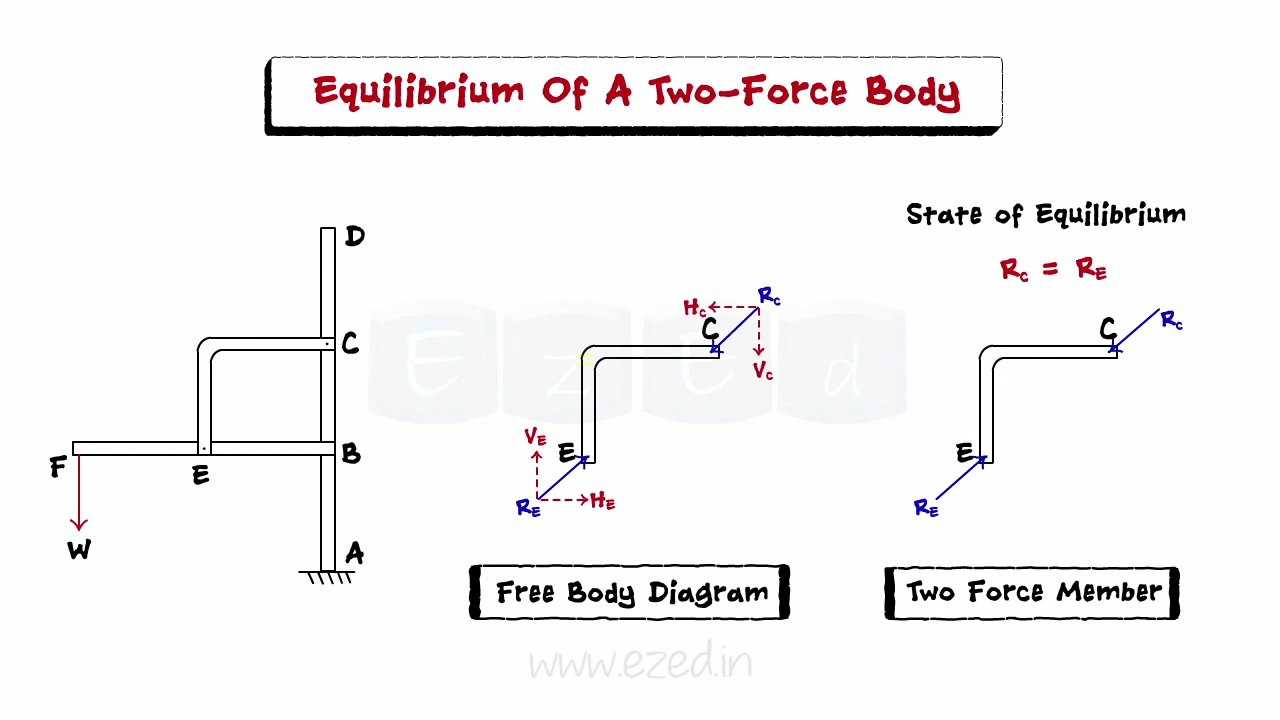 Equilibrium Of A Two-Force Body
State of Equilibrium
Rc = RE
D
C
B
F
E
W
A
Hc
Rc
C
Vc
VE
E
RE
HE
C
Rc
E
RE
Free Body Diagram
Two Force Member
E z E d
www.ezed.in